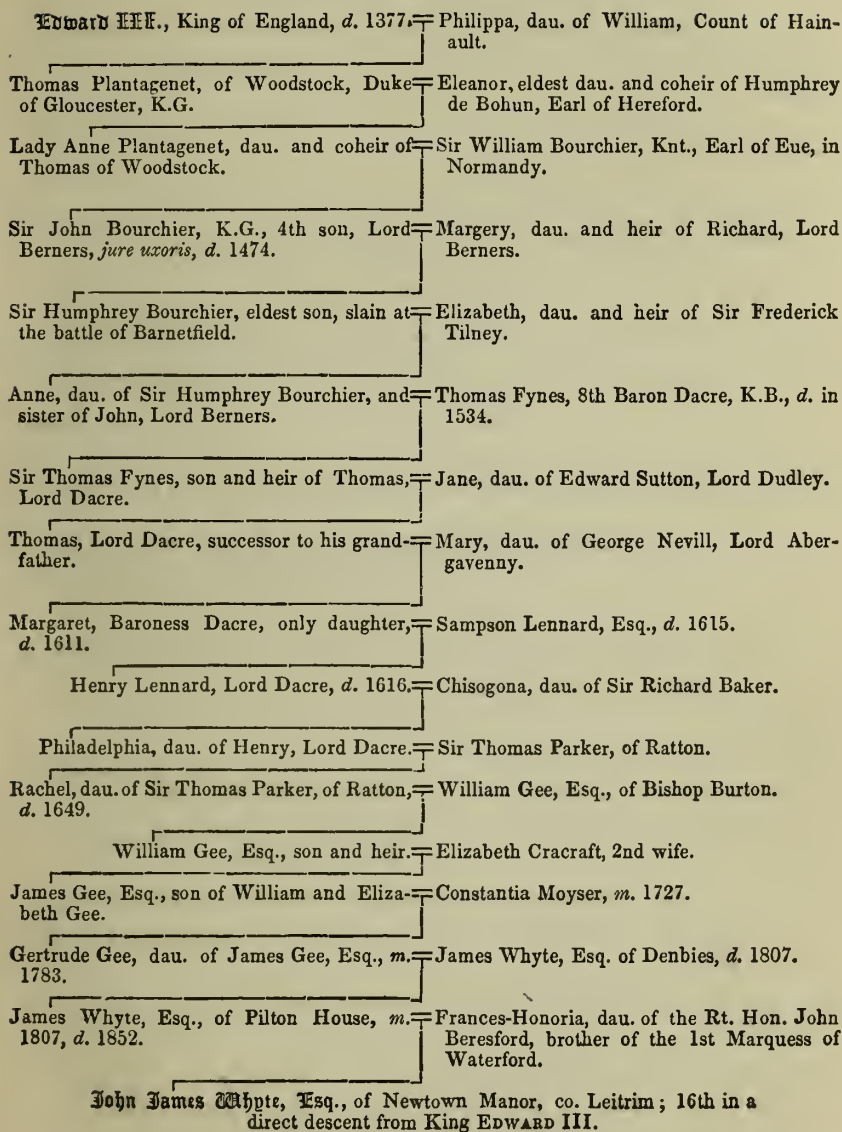 Edward III., King of England, d. 1377. Philippa, dau. of William, Count of Hain-
ault.
Thomas Plantagenet, of Woodstock, Duke
of Gloucester, K.G.
Eleanor, eldest dau. and coheir of Humphrey
de Bohun, Earl of Hereford.
Lady Anne Plantagenet, dau. and coheir of
Thomas of Woodstock.
Sir William Bourchier, Knt., Earl of Eue, in
Normandy.
Sir John Bourchier, K.G., 4th son, Lord
Berners, jure uxoris, d. 1474.
Margery, dau. and heir of Richard, Lord
Berners.
Sir Humphrey Bourchier, eldest son, slain at
the battle of Barnetfield.
Elizabeth, dau. and heir of Sir Frederick
Tilney.
Anne, dau. of Sir Humphrey Bourchier, and
sister of John, Lord Berners.
Thomas Fynes, 8th Baron Dacre, K.B., d. in
1534.
Sir Thomas Fynes, son and heir of Thomas,
Lord Dacre.
Jane, dau. of Edward Sutton, Lord Dudley.
Thomas, Lord Dacre, successor to his grand-
father.
Mary, dau. of George Nevill, Lord Aber-
gavenny.
Margaret, Baroness Dacre, only daughter,
d. 1611.
Sampson Lennard, Esq., d. 1615.
Henry Lennard, Lord Dacre, d. 1616. Chisogona, dau. of Sir Richard Baker.
Philadelphia, dau. of Henry, Lord Dacre. Sir Thomas Parker, of Ratton.
Rachel, dau. of Sir Thomas Parker, of Ratton,
d. 1649.
William Gee, Esq., of Bishop Burton.
William Gee, Esq., son and heir. Elizabeth Cracraft, 2nd wife.
James Gee, Esq., son of William and Eliza-
beth Gee.
Constantia Moyser, m. 1727.
Gertrude Gee, dau. of James Gee, Esq., m.
1783.
James Whyte, Esq. of Denbies, d. 1807.
James Whyte, Esq., of Pilton House, m.
1807, d. 1852.
Frances-Honoria, dau. of the Rt. Hon. John
Beresford, brother of the 1st Marquess of
Waterford.
John James Whyte, Esq., of Newtown Manor, co. Leitrim; 16th in a
direct descent from King EDWARD III.